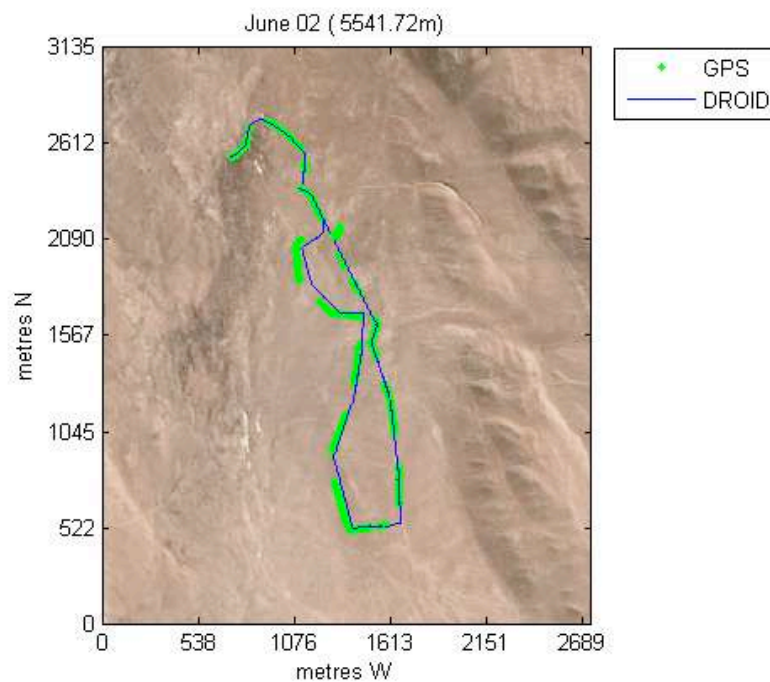 June 02 ( 5541.72m)
GPS
DROID
3135
2612
2090
1567
1045
522
0
metres N
0 538 1076 1613 2151 2689
metres W